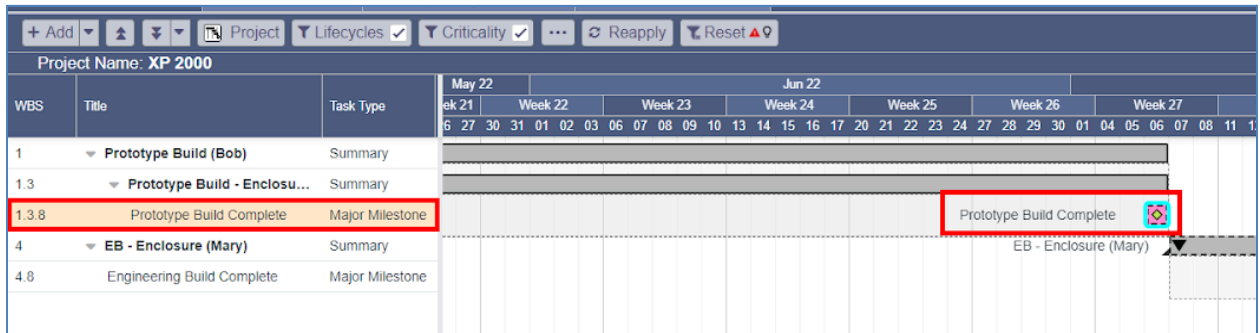 + Add Project Lifecycles Criticality ... Reapply Reset
Project Name: XP 2000
WBS Title Task Type
May 22 Jun 22
ek 21 Week 22 Week 23 Week 24 Week 25 Week 26 Week 27
6 27 30 31 01 02 03 06 07 08 09 10 13 14 15 16 17 20 21 22 23 24 27 28 29 30 01 04 05 06 07 08 11
1 Prototype Build (Bob) Summary
1.3 Prototype Build - Enclosu... Summary
1.3.8 Prototype Build Complete Major Milestone Prototype Build Complete
4 EB - Enclosure (Mary) Summary EB - Enclosure (Mary)
4.8 Engineering Build Complete Major Milestone